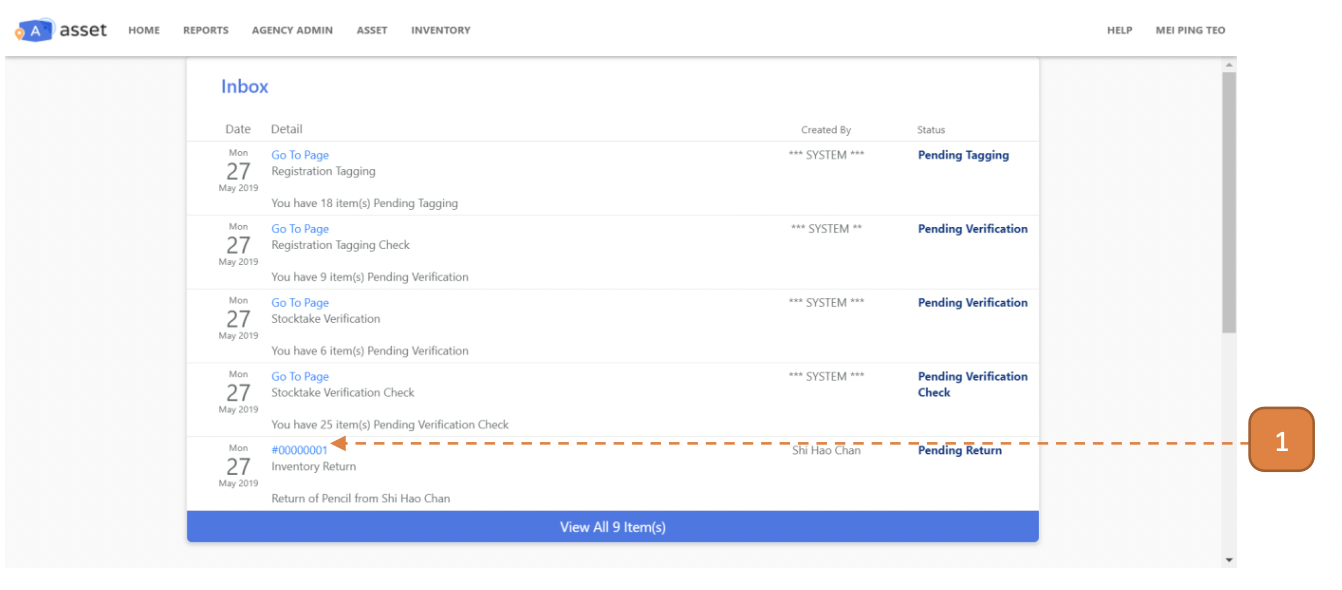 A asset HOME REPORTS AGENCY ADMIN ASSET INVENTORY HELP MEI PING TEO
Inbox
Date Detail Created By Status
Mon
27
May 2019
Go To Page
Registration Tagging
You have 18 item(s) Pending Tagging
*** SYSTEM ***
Pending Tagging
Mon
27
May 2019
Go To Page
Registration Tagging Check
You have 9 item(s) Pending Verification
*** SYSTEM **
Pending Verification
Mon
27
May 2019
Go To Page
Stocktake Verification
You have 6 item(s) Pending Verification
*** SYSTEM ***
Pending Verification
Mon
27
May 2019
Go To Page
Stocktake Verification Check
You have 25 item(s) Pending Verification Check
*** SYSTEM ***
Pending Verification
Check
Mon
27
May 2019
#00000001
Inventory Return
Return of Pencil from Shi Hao Chan
Shi Hao Chan
Pending Return
1
View All 9 Item(s)